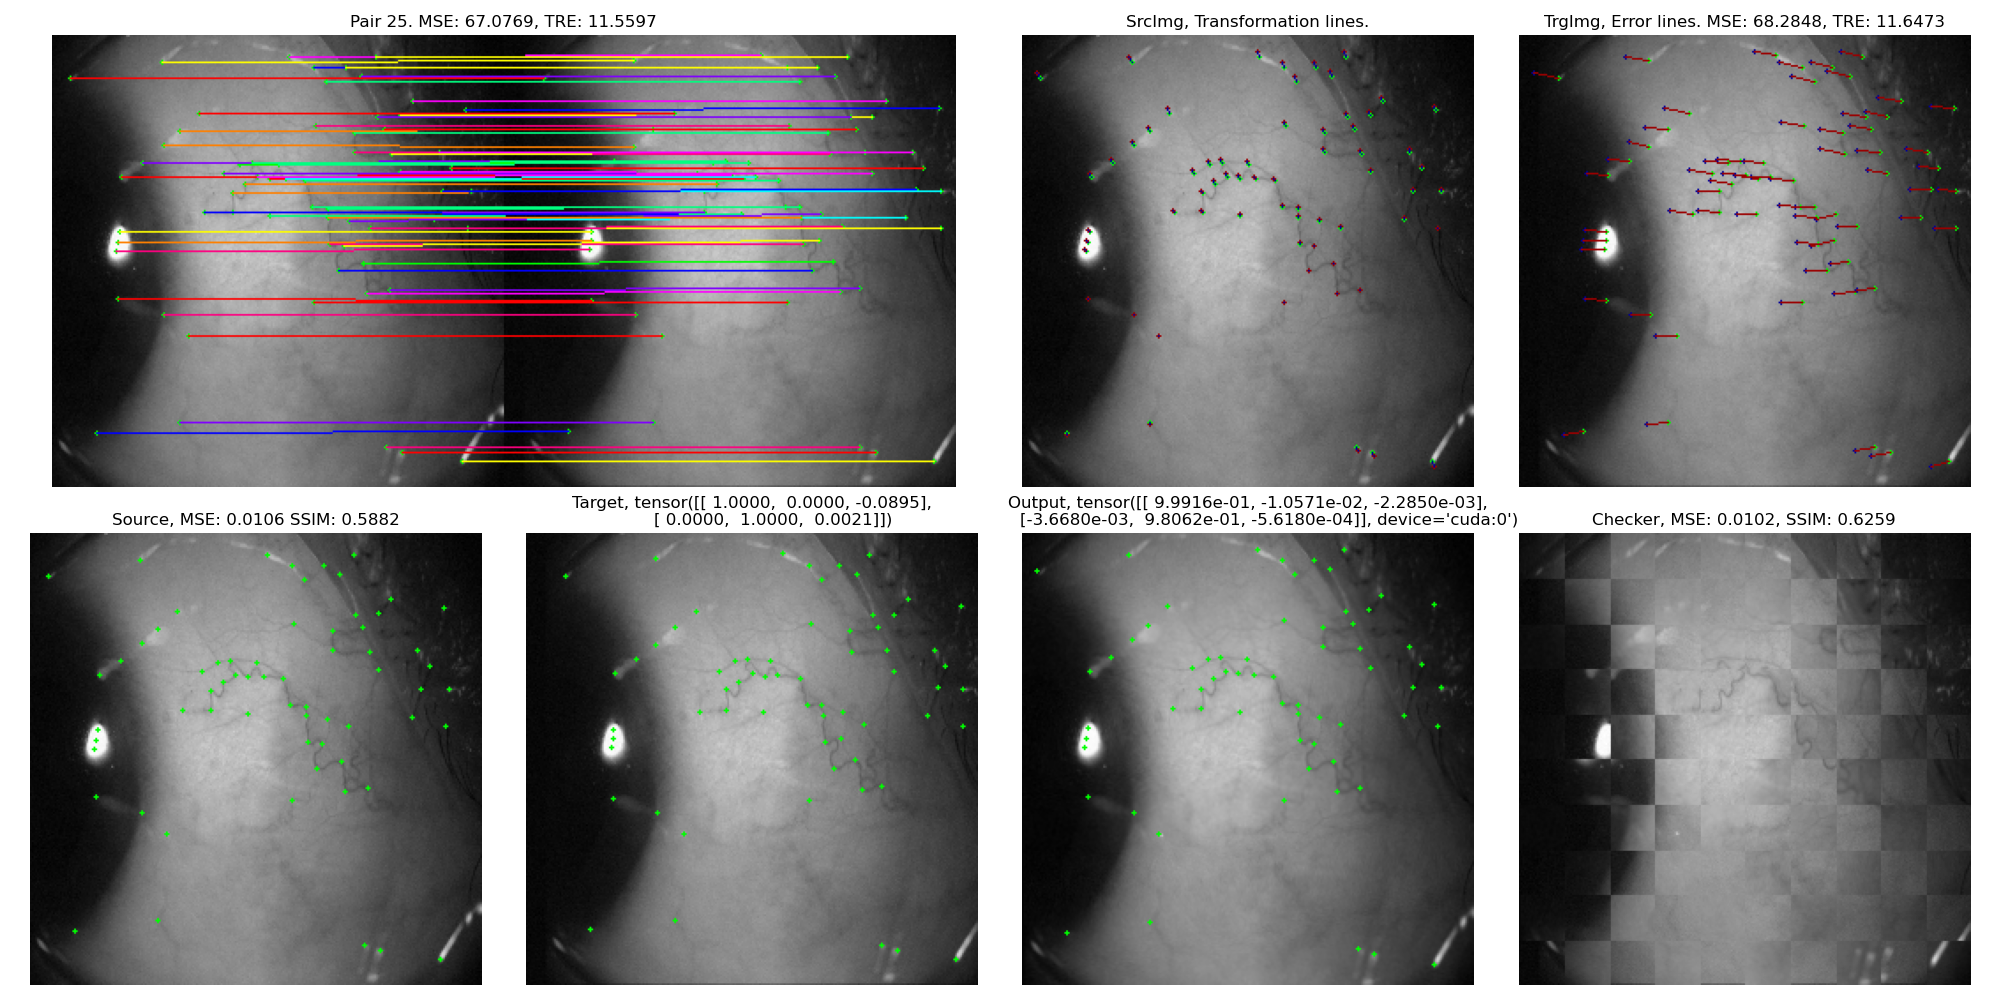 Pair 25. MSE: 67.0769, TRE: 11.5597
SrcImg, Transformation lines.
TrgImg, Error lines. MSE: 68.2848, TRE: 11.6473
Source, MSE: 0.0106 SSIM: 0.5882
Target, tensor([[ 1.0000,  0.0000, -0.0895],
[ 0.0000,  1.0000,  0.0021]])
Output, tensor([[ 9.9916e-01, -1.0571e-02, -2.2850e-03],
[-3.6680e-03,  9.8062e-01, -5.6180e-04]], device='cuda:0')
Checker, MSE: 0.0102, SSIM: 0.6259